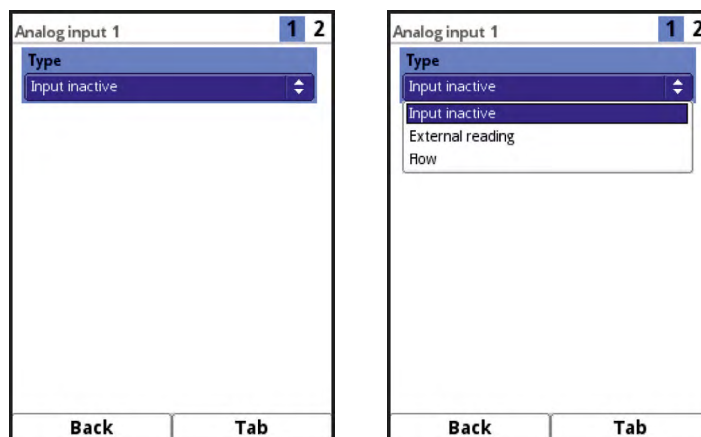 Analog input 1 1 2
Type
Input inactive
Back Tab
Analog input 1 1 2
Type
Input inactive
Input inactive
External reading
Flow
Back Tab